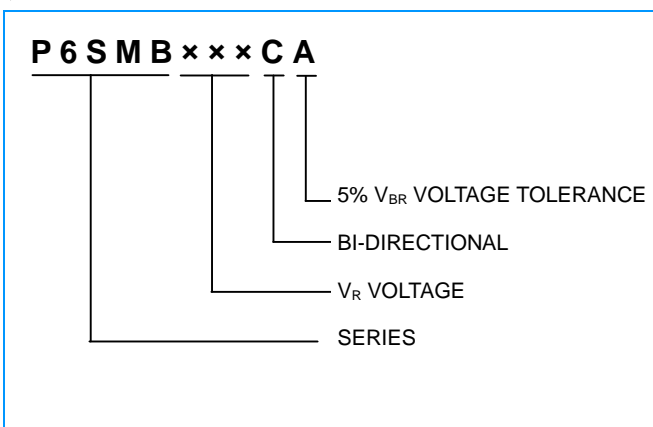 P6SMB×××CA
5% VBR VOLTAGE TOLERANCE
BI-DIRECTIONAL
VR VOLTAGE
SERIES